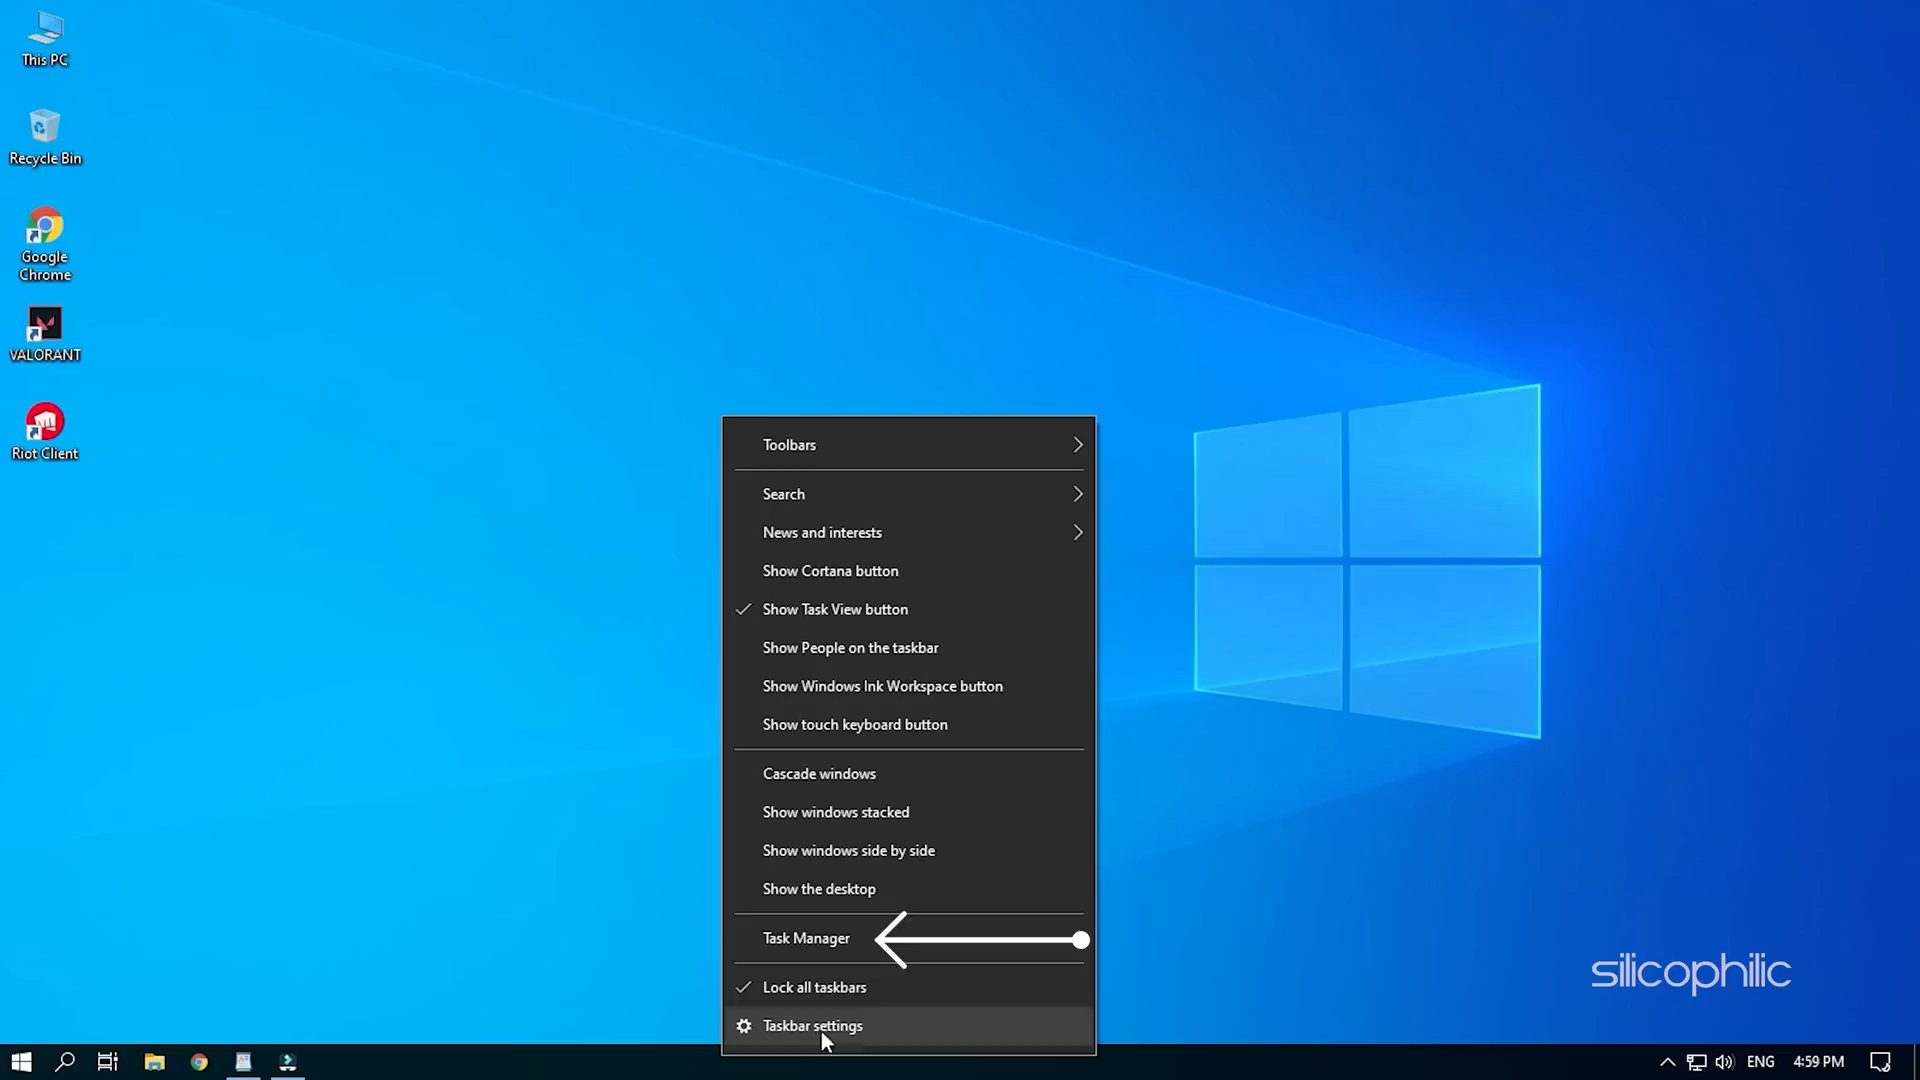 This PC
Recycle Bin
Google
Chrome
VALORANT
Riot Client
Toolbars
Search
News and interests
Show Cortana button
Show Task View button
Show People on the taskbar
Show Windows Ink Workspace button
Show touch keyboard button
Cascade windows
Show windows stacked
Show windows side by side
Show the desktop
Task Manager
Lock all taskbars
Taskbar settings
silicophilic
ENG
4:59 PM